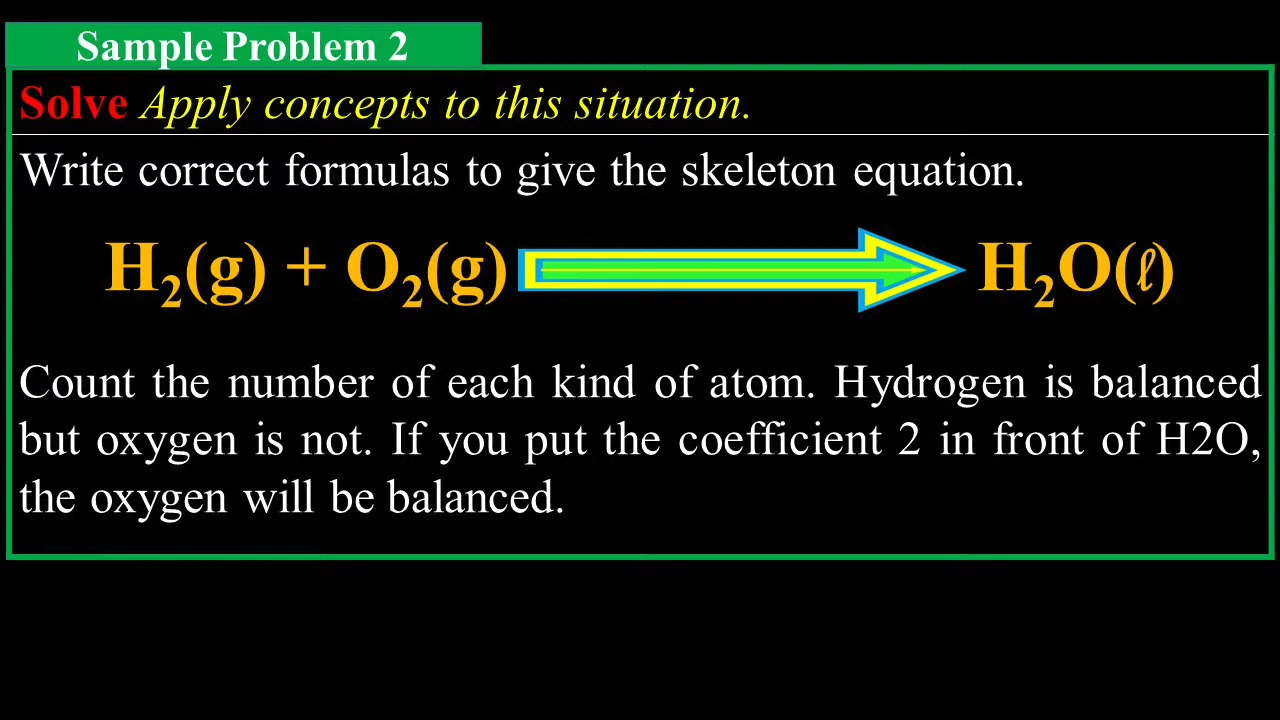 Sample Problem 2
Solve Apply concepts to this situation.
Write correct formulas to give the skeleton equation.
H₂(g) + O₂(g) → H₂O(ℓ)
Count the number of each kind of atom. Hydrogen is balanced
but oxygen is not. If you put the coefficient 2 in front of H2O,
the oxygen will be balanced.